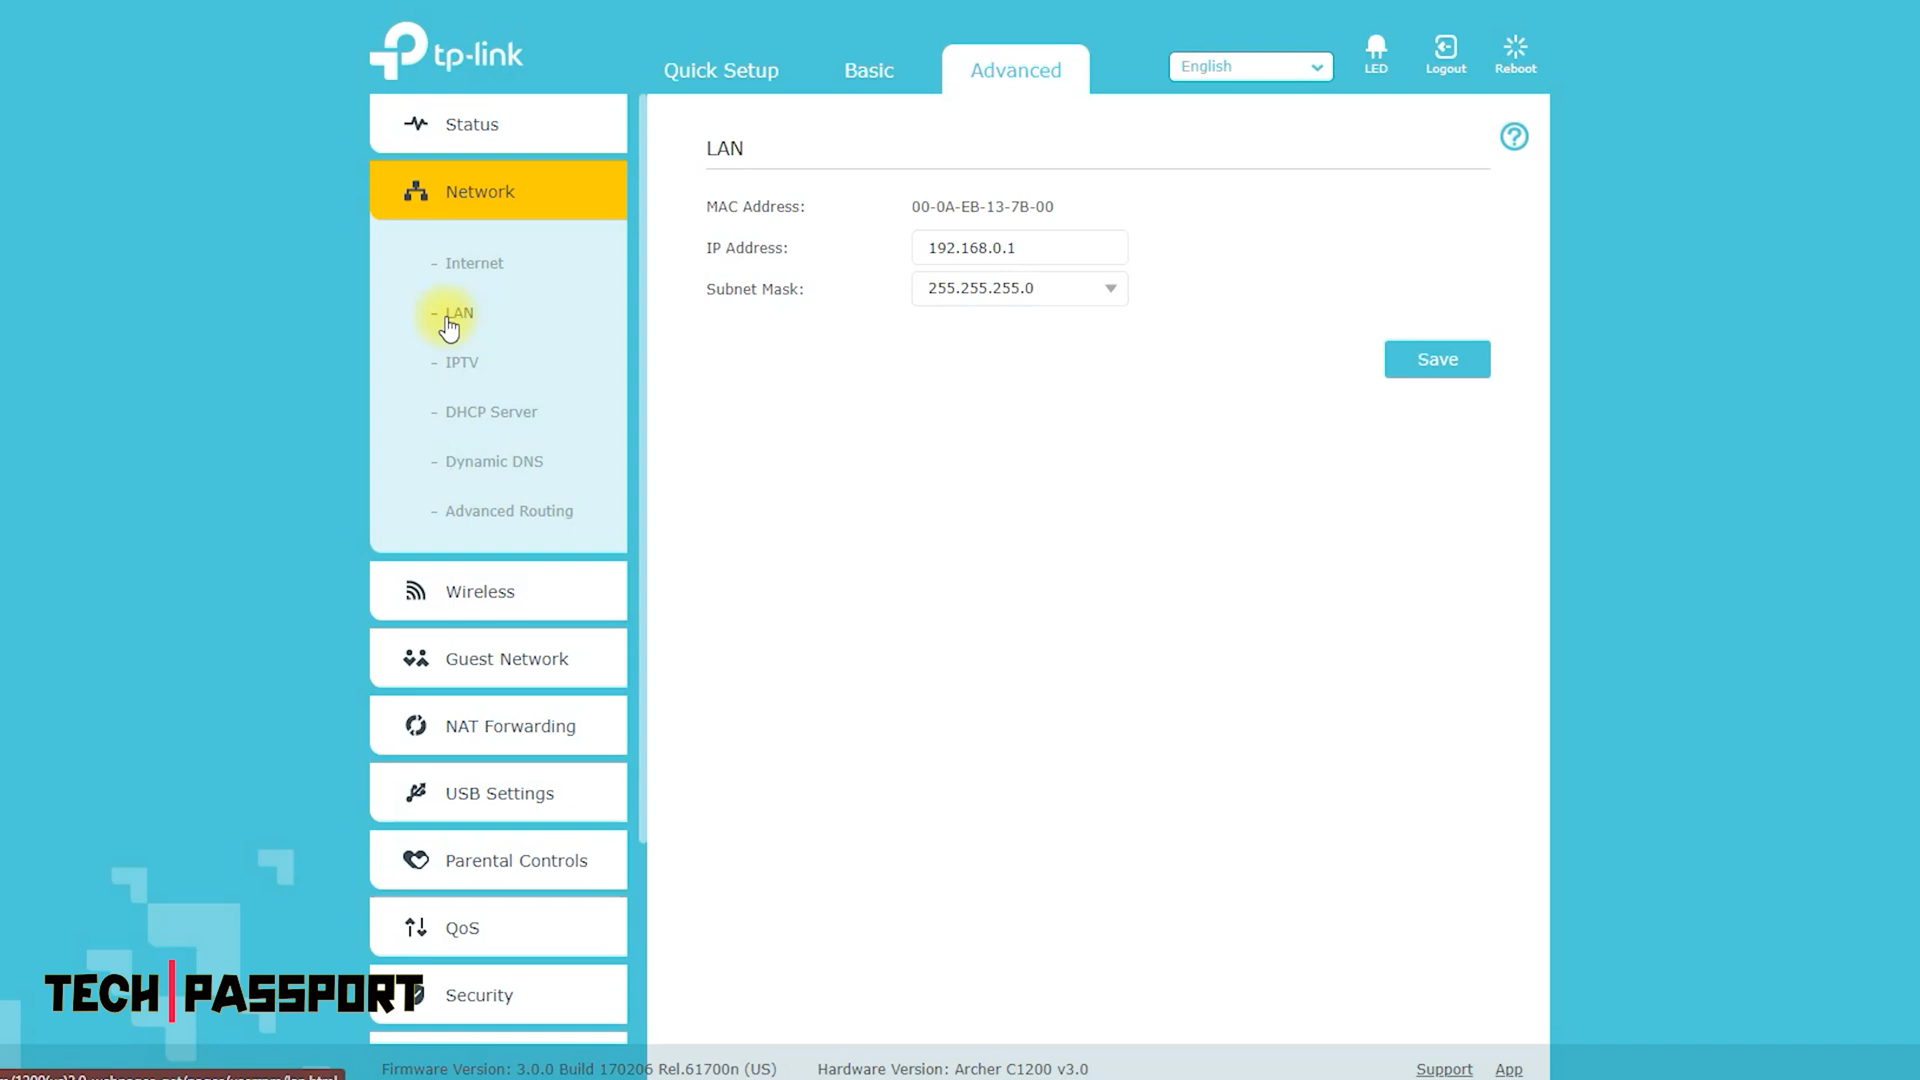 tp-link
Quick Setup
Basic
Advanced
English
LED
Logout
Reboot
Status
Network
- Internet
- LAN
- IPTV
- DHCP Server
- Dynamic DNS
- Advanced Routing
Wireless
Guest Network
NAT Forwarding
USB Settings
Parental Controls
QoS
Security
LAN
?
MAC Address: 00-0A-EB-13-7B-00
IP Address: 192.168.0.1
Subnet Mask: 255.255.255.0
Save
TECH|PASSPORT
Firmware Version: 3.0.0 Build 170206 Rel.61700n (US)
Hardware Version: Archer C1200 v3.0
Support
App